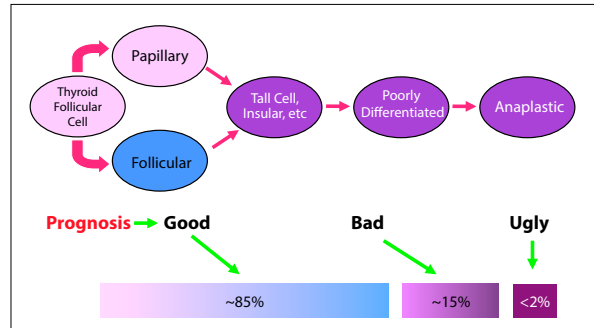 Papillary
Thyroid
Follicular
Cell
Tall Cell,
Insular, etc
Poorly
Differentiated
Anaplastic
Follicular
Prognosis Good Bad Ugly
~85% ~15% <2%